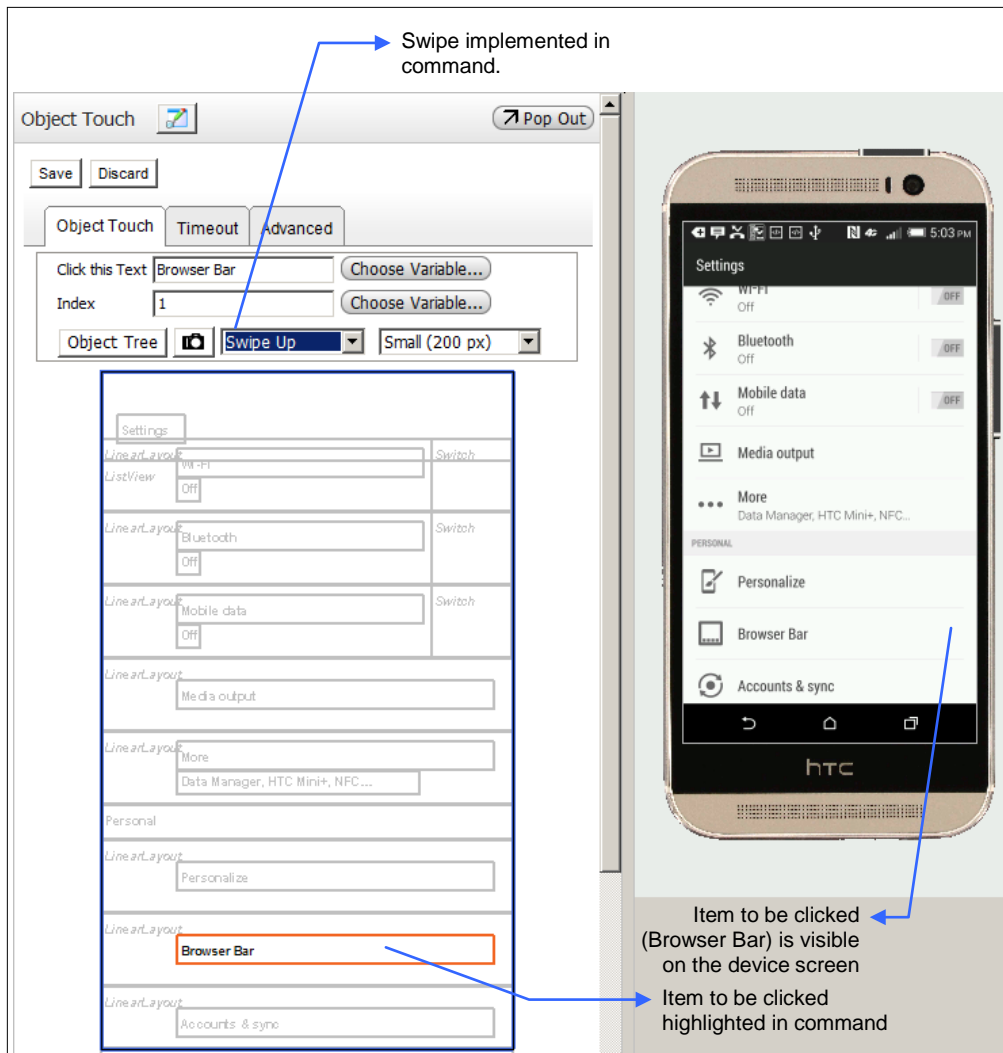 Swipe implemented in
command.
Object Touch
Pop Out
Save Discard
Object Touch Timeout Advanced
Click this Text Browser Bar Choose Variable...)
Index 1 Choose Variable...)
Object Tree Swipe Up Small (200 px)
Settings
LinearLayout Switch
Wi-Fi
ListView
Off
LinearLayout Switch
Bluetooth
Off
LinearLayout Switch
Mobile data
Off
LinearLayout
Media output
LinearLayout
More
Data Manager, HTC Mini+, NFC...
Personal
LinearLayout
Personalize
LinearLayout
Browser Bar
LinearLayout
Accounts & sync
5:03 PM
Settings
Wi-Fi
Off
OFF
Bluetooth
Off
OFF
Mobile data
Off
OFF
Media output
More
Data Manager, HTC Mini+, NFC...
PERSONAL
Personalize
Browser Bar
Accounts & sync
hTC
Item to be clicked
(Browser Bar) is visible
on the device screen
Item to be clicked
highlighted in command